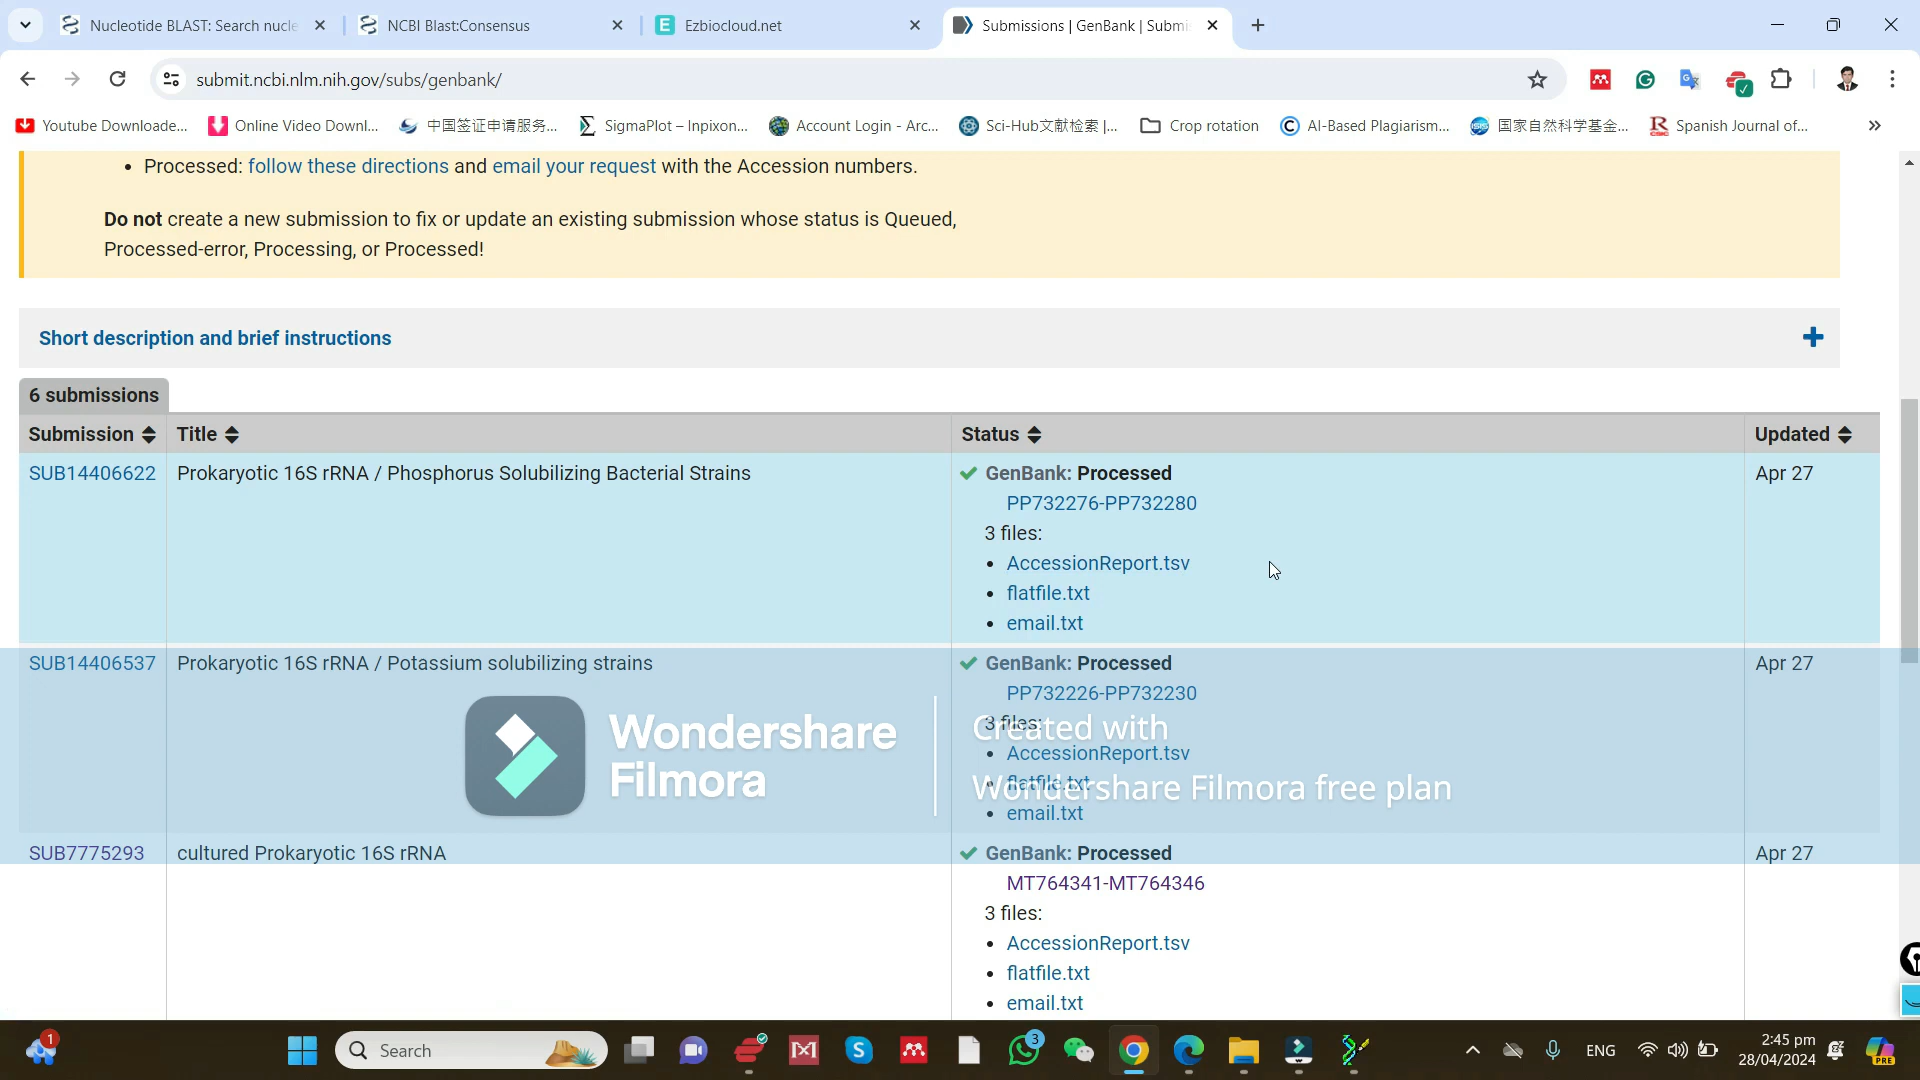 Nucleotide BLAST: Search nucle
NCBI Blast:Consensus
Ezbiocloud.net
Submissions | GenBank | Submi
submit.ncbi.nlm.nih.gov/subs/genbank/
Youtube Downloade...
Online Video Downl...
中国签证申请服务...
SigmaPlot – Inpixon...
Account Login - Arc...
Sci-Hub文献检索 |...
Crop rotation
AI-Based Plagiarism...
国家自然科学基金...
Spanish Journal of...
• Processed: follow these directions and email your request with the Accession numbers.
Do not create a new submission to fix or update an existing submission whose status is Queued,
Processed-error, Processing, or Processed!
Short description and brief instructions
6 submissions
Submission Title Status Updated
SUB14406622 Prokaryotic 16S rRNA / Phosphorus Solubilizing Bacterial Strains GenBank: Processed Apr 27
PP732276-PP732280
3 files:
• AccessionReport.tsv
• flatfile.txt
• email.txt
SUB14406537 Prokaryotic 16S rRNA / Potassium solubilizing strains GenBank: Processed Apr 27
PP732226-PP732230
3 files:
• AccessionReport.tsv
• flatfile.txt
• email.txt
Wondershare
Filmora
Created with
Wondershare Filmora free plan
SUB7775293 cultured Prokaryotic 16S rRNA GenBank: Processed Apr 27
MT764341-MT764346
3 files:
• AccessionReport.tsv
• flatfile.txt
• email.txt
1
Search
3
ENG
2:45 pm
28/04/2024
PRE